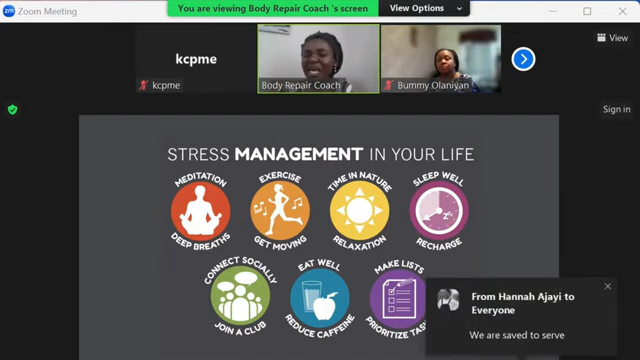 zm Zoom Meeting
You are viewing Body Repair Coach 's screen
View Options
kcpme
kcpme
Body Repair Coach
Bummy Olaniyan
View
Sign in
STRESS MANAGEMENT IN YOUR LIFE
MEDITATION
DEEP BREATHS
EXERCISE
GET MOVING
TIME IN NATURE
RELAXATION
SLEEP WELL
RECHARGE
CONNECT SOCIALLY
JOIN A CLUB
EAT WELL
REDUCE CAFFEINE
MAKE LISTS
PRIORITIZE TASK
From Hannah Ajayi to
Everyone
We are saved to serve